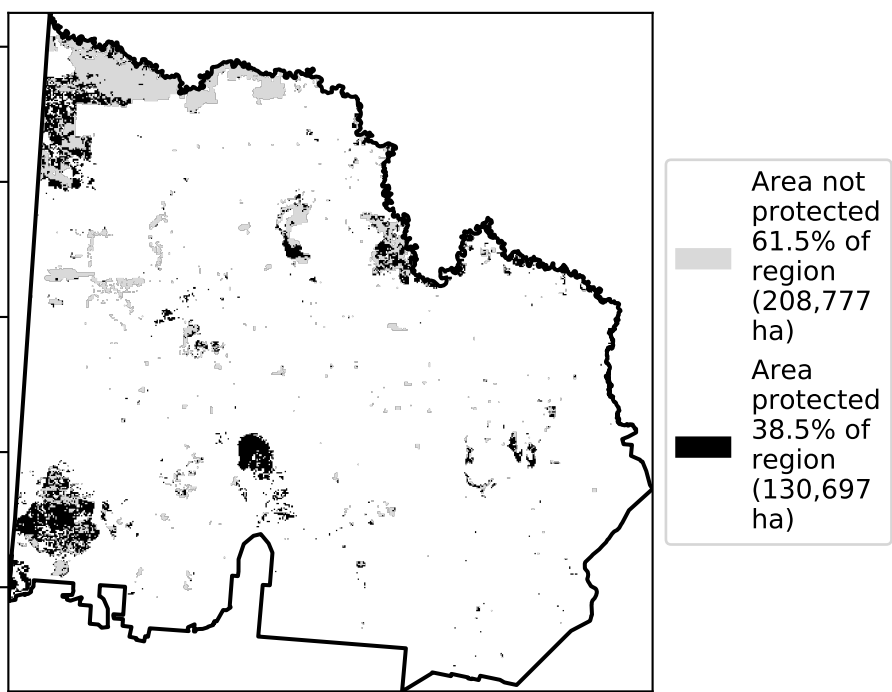 Area not
protected
61.5% of
region
(208,777
ha)
Area
protected
38.5% of
region
(130,697
ha)